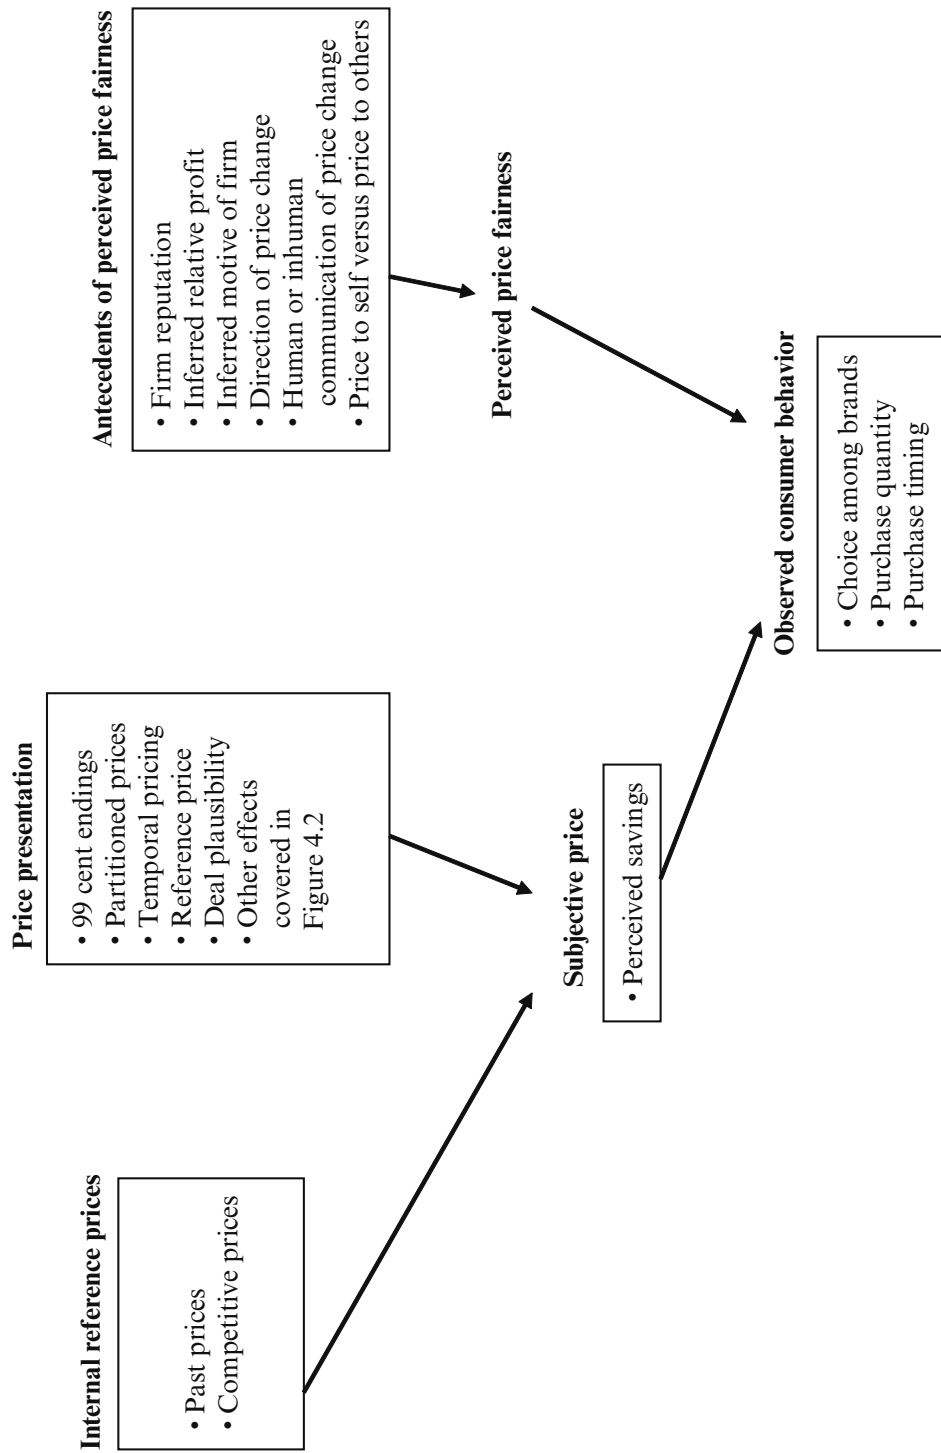 Internal reference prices
• Past prices
• Competitive prices
Price presentation
• 99 cent endings
• Partitioned prices
• Temporal pricing
• Reference price
• Deal plausibility
• Other effects
covered in
Figure 4.2
Antecedents of perceived price fairness
• Firm reputation
• Inferred relative profit
• Inferred motive of firm
• Direction of price change
• Human or inhuman
communication of price change
• Price to self versus price to others
Subjective price
• Perceived savings
Perceived price fairness
Observed consumer behavior
• Choice among brands
• Purchase quantity
• Purchase timing